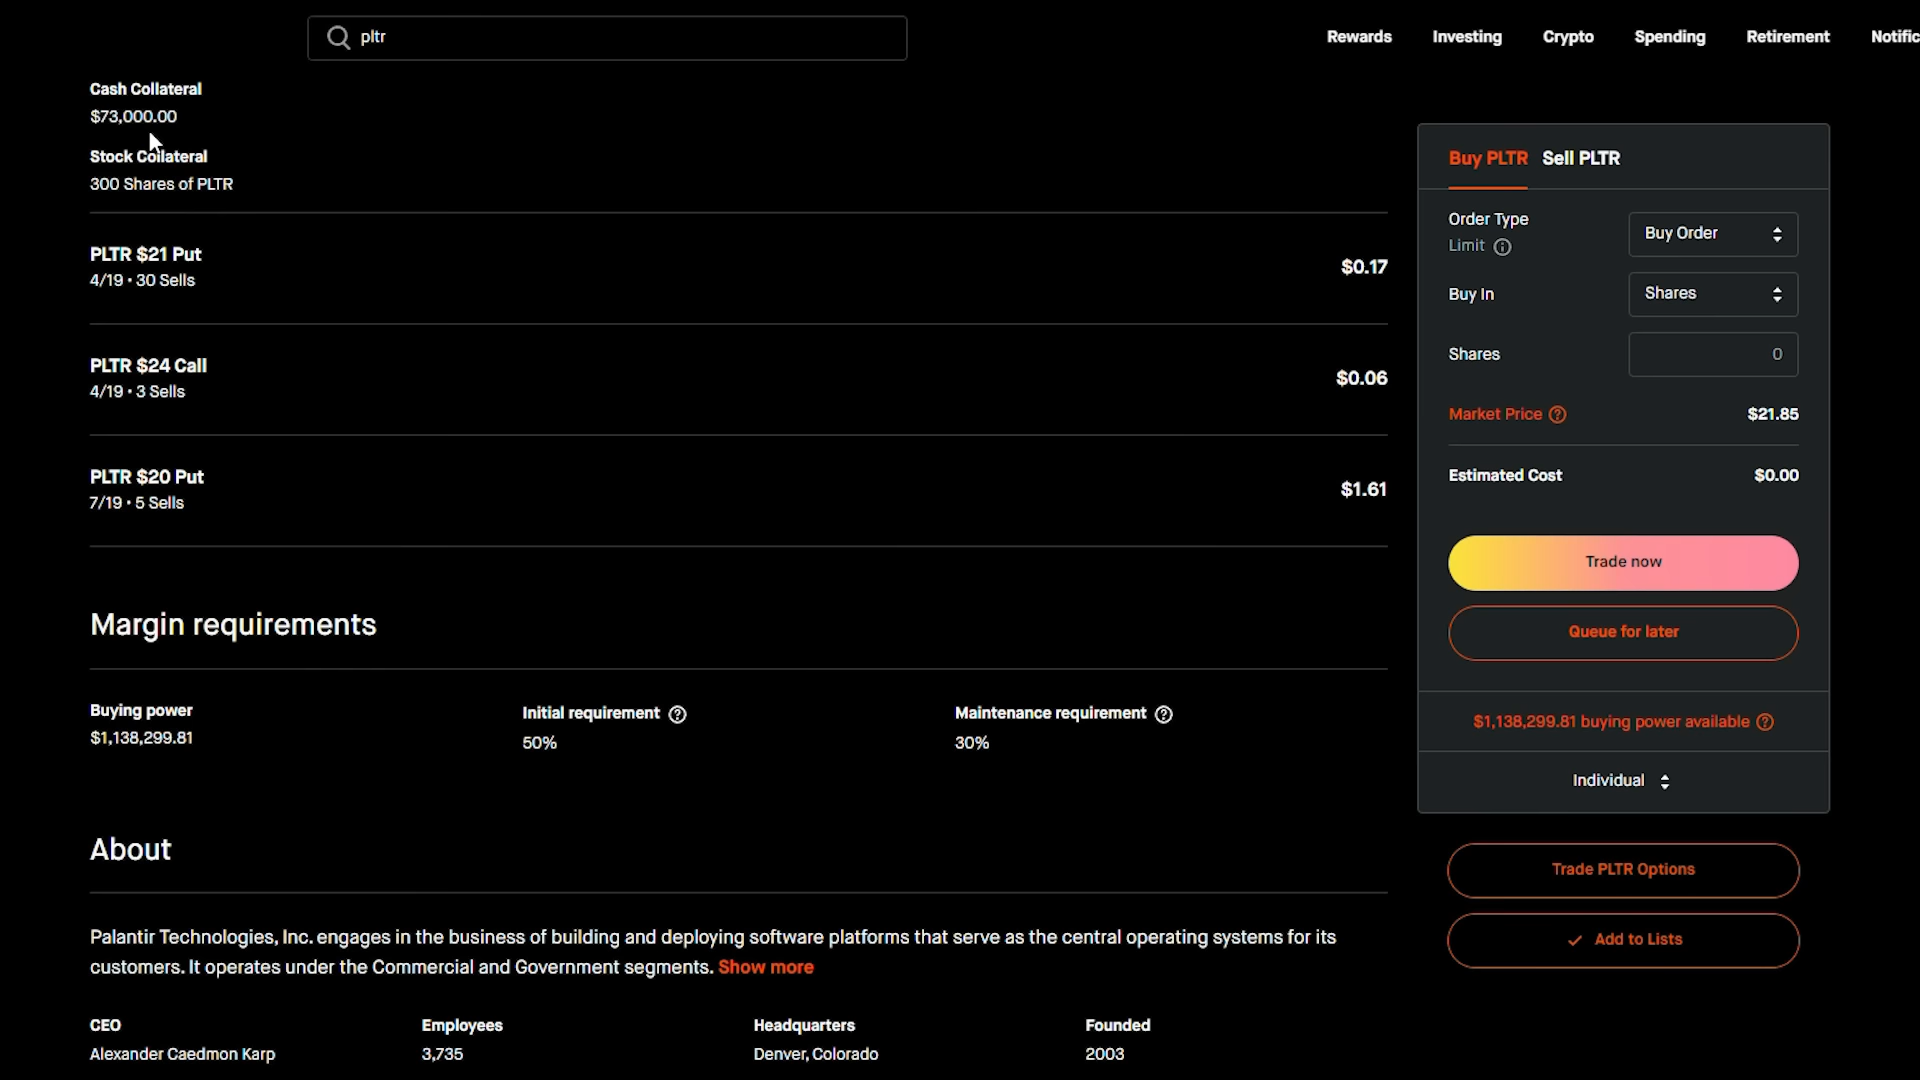 pltr
Rewards
Investing
Crypto
Spending
Retirement
Notific
Cash Collateral
$73,000.00
Stock Collateral
300 Shares of PLTR
PLTR $21 Put
4/19 · 30 Sells
$0.17
PLTR $24 Call
4/19 · 3 Sells
$0.06
PLTR $20 Put
7/19 · 5 Sells
$1.61
Margin requirements
Buying power
$1,138,299.81
Initial requirement
50%
Maintenance requirement
30%
About
Palantir Technologies, Inc. engages in the business of building and deploying software platforms that serve as the central operating systems for its
customers. It operates under the Commercial and Government segments. Show more
CEO
Alexander Caedmon Karp
Employees
3,735
Headquarters
Denver, Colorado
Founded
2003
Buy PLTR
Sell PLTR
Order Type
Limit
Buy Order
Buy In
Shares
Shares
0
Market Price
$21.85
Estimated Cost
$0.00
Trade now
Queue for later
$1,138,299.81 buying power available
Individual
Trade PLTR Options
Add to Lists